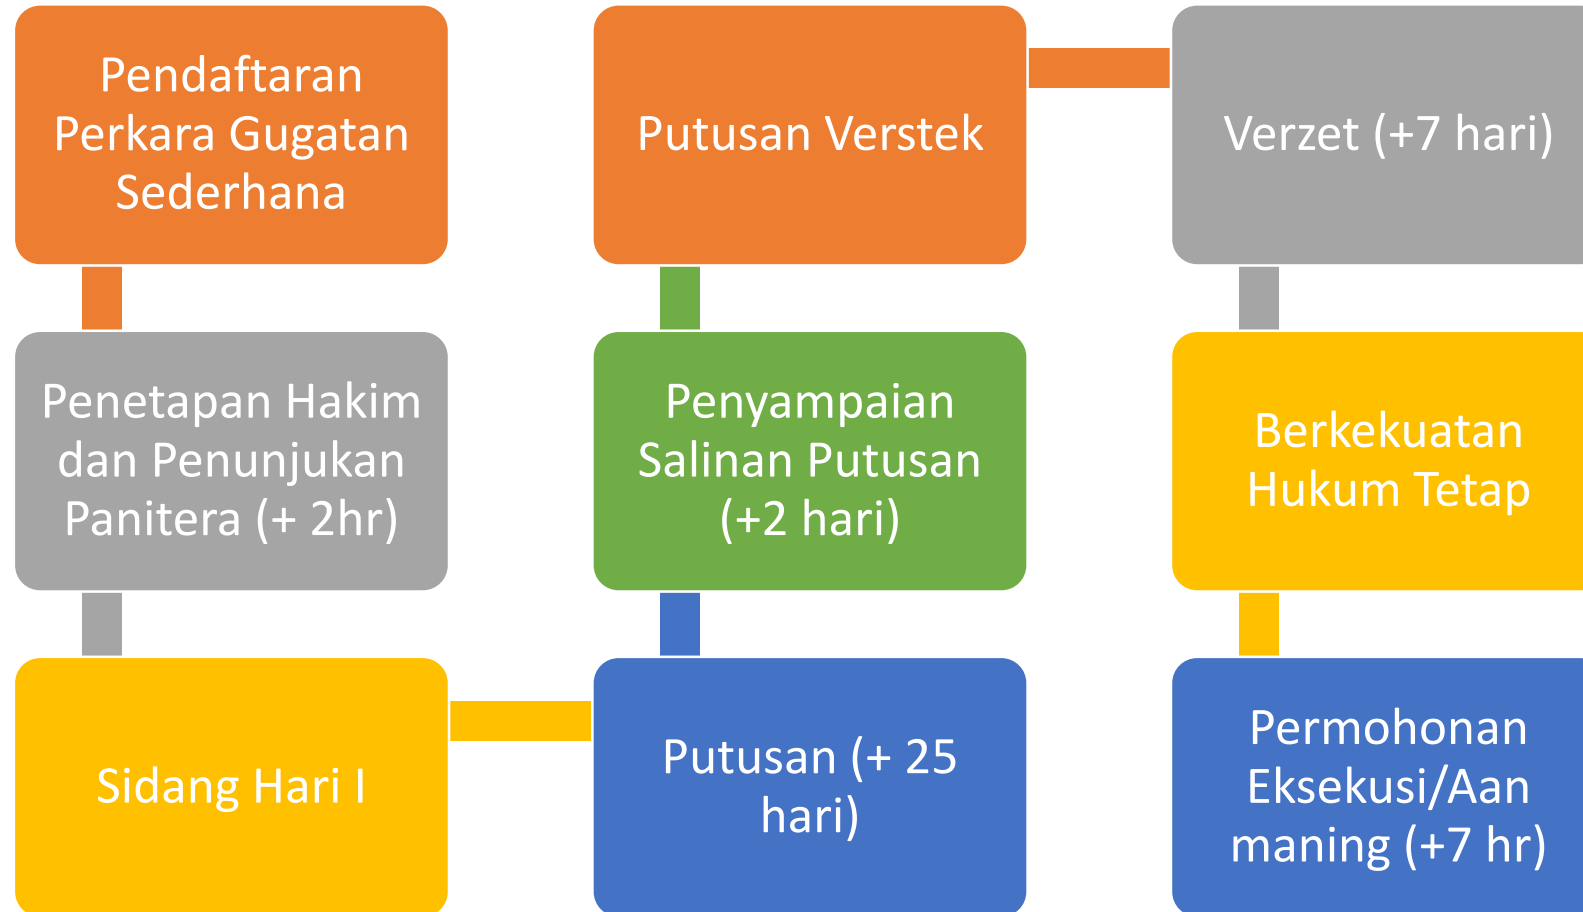 Pendaftaran
Perkara Gugatan
Sederhana
Penetapan Hakim
dan Penunjukan
Panitera (+ 2hr)
Sidang Hari I
Putusan (+ 25
hari)
Penyampaian
Salinan Putusan
(+2 hari)
Putusan Verstek
Verzet (+7 hari)
Berkekuatan
Hukum Tetap
Permohonan
Eksekusi/Aan
maning (+7 hr)